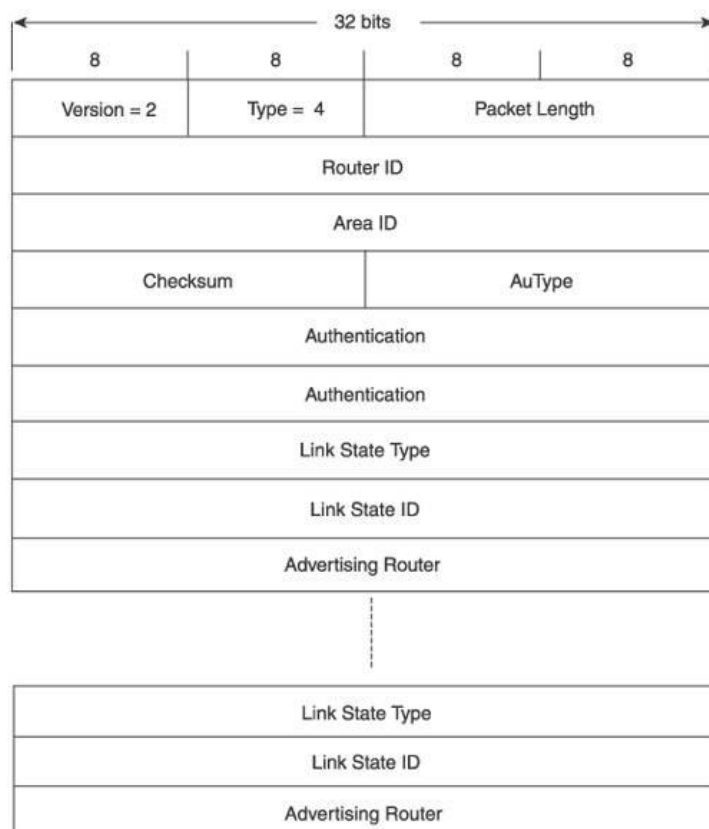 32 bits
8 8 8 8
Version = 2 Type = 4 Packet Length
Router ID
Area ID
Checksum AuType
Authentication
Authentication
Link State Type
Link State ID
Advertising Router
Link State Type
Link State ID
Advertising Router